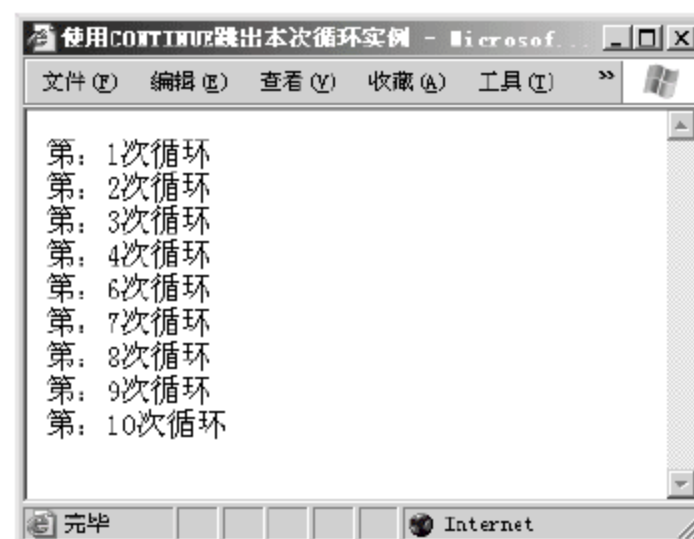 使用CONTINUE跳出本次循环实例 - Microsof...
文件(F) 编辑(E) 查看(V) 收藏(A) 工具(T) »
第：1次循环
第：2次循环
第：3次循环
第：4次循环
第：6次循环
第：7次循环
第：8次循环
第：9次循环
第：10次循环
完毕 Internet